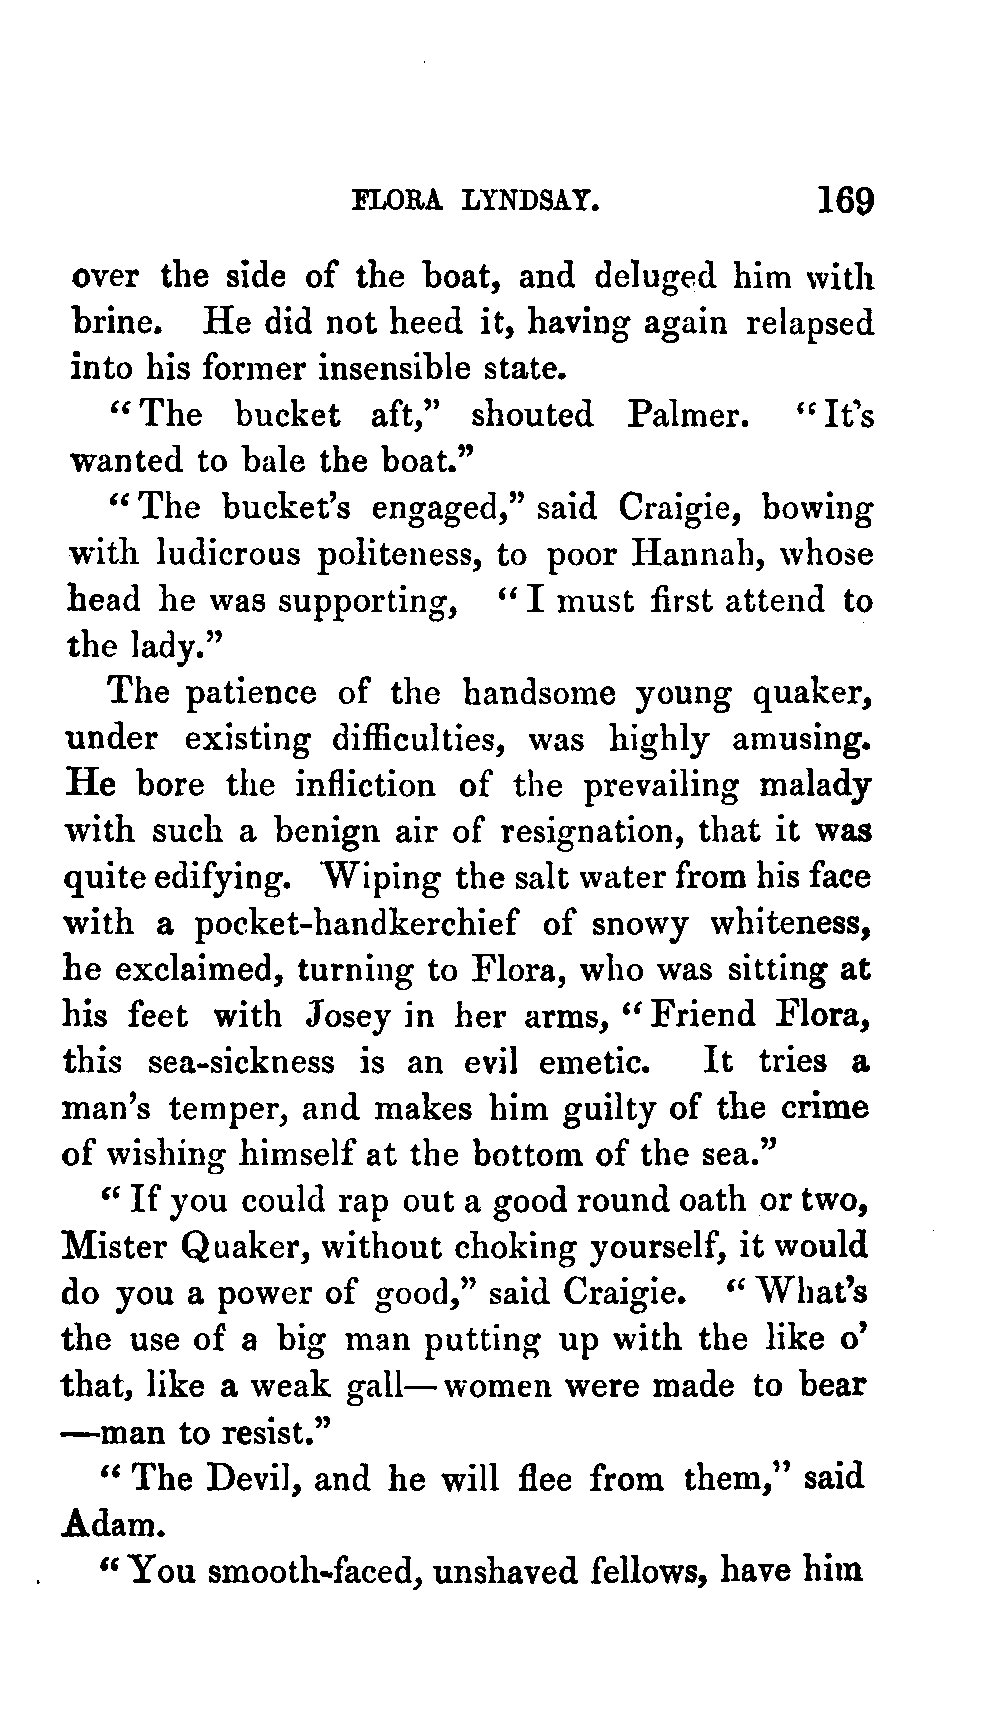 FLORA LYNDSAY. 169
over the side of the boat, and deluged him with
brine. He did not heed it, having again relapsed
into his former insensible state.
“The bucket aft,” shouted Palmer. “It's
wanted to bale the boat.”
“The bucket's engaged,” said Craigie, bowing
with ludicrous politeness, to poor Hannah, whose
head he was supporting, “I must first attend to
the lady.”
The patience of the handsome young quaker,
under existing difficulties, was highly amusing.
He bore the infliction of the prevailing malady
with such a benign air of resignation, that it was
quite edifying. Wiping the salt water from his face
with a pocket-handkerchief of snowy whiteness,
he exclaimed, turning to Flora, who was sitting at
his feet with Josey in her arms, “Friend Flora,
this sea-sickness is an evil emetic. It tries a
man's temper, and makes him guilty of the crime
of wishing himself at the bottom of the sea.”
“If you could rap out a good round oath or two,
Mister Quaker, without choking yourself, it would
do you a power of good,” said Craigie. “What's
the use of a big man putting up with the like o'
that, like a weak gall—women were made to bear
—man to resist.”
“The Devil, and he will flee from them,” said
Adam.
“You smooth-faced, unshaved fellows, have him